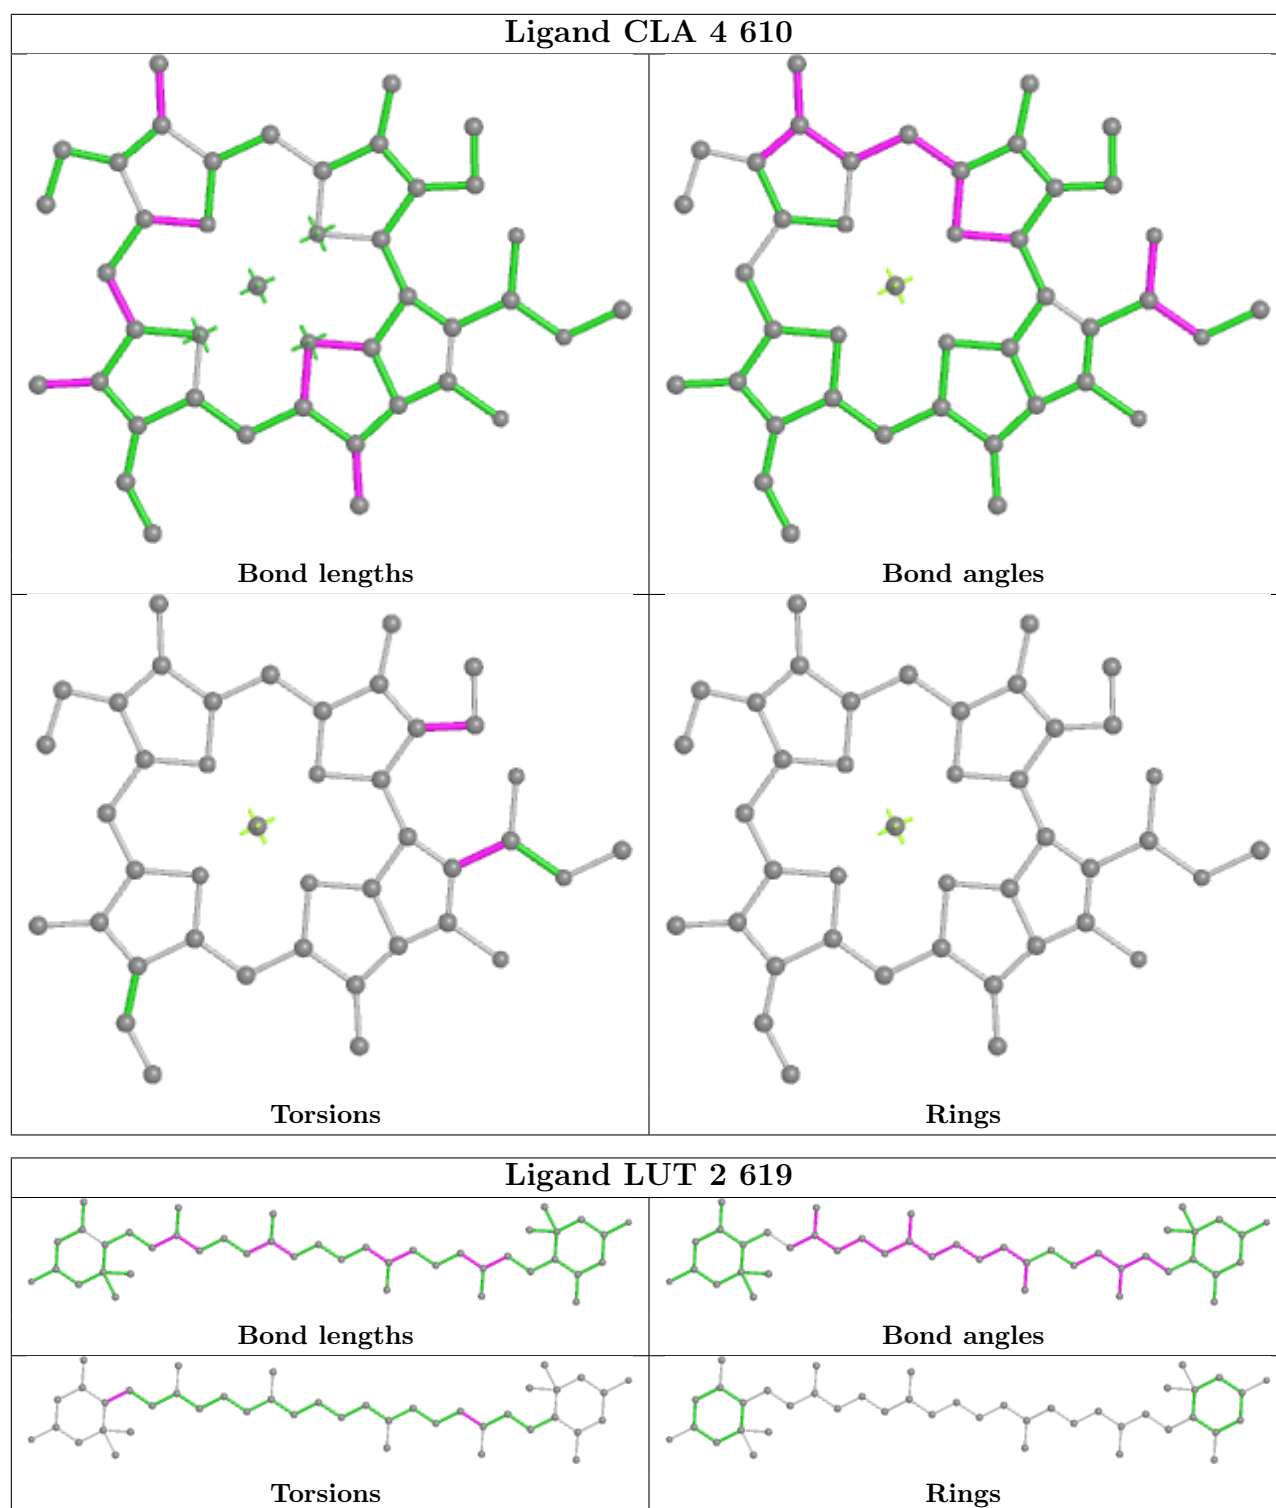 Ligand CLA 4 610
Bond lengths
Bond angles
Torsions
Rings
Ligand LUT 2 619
Bond lengths
Bond angles
Torsions
Rings